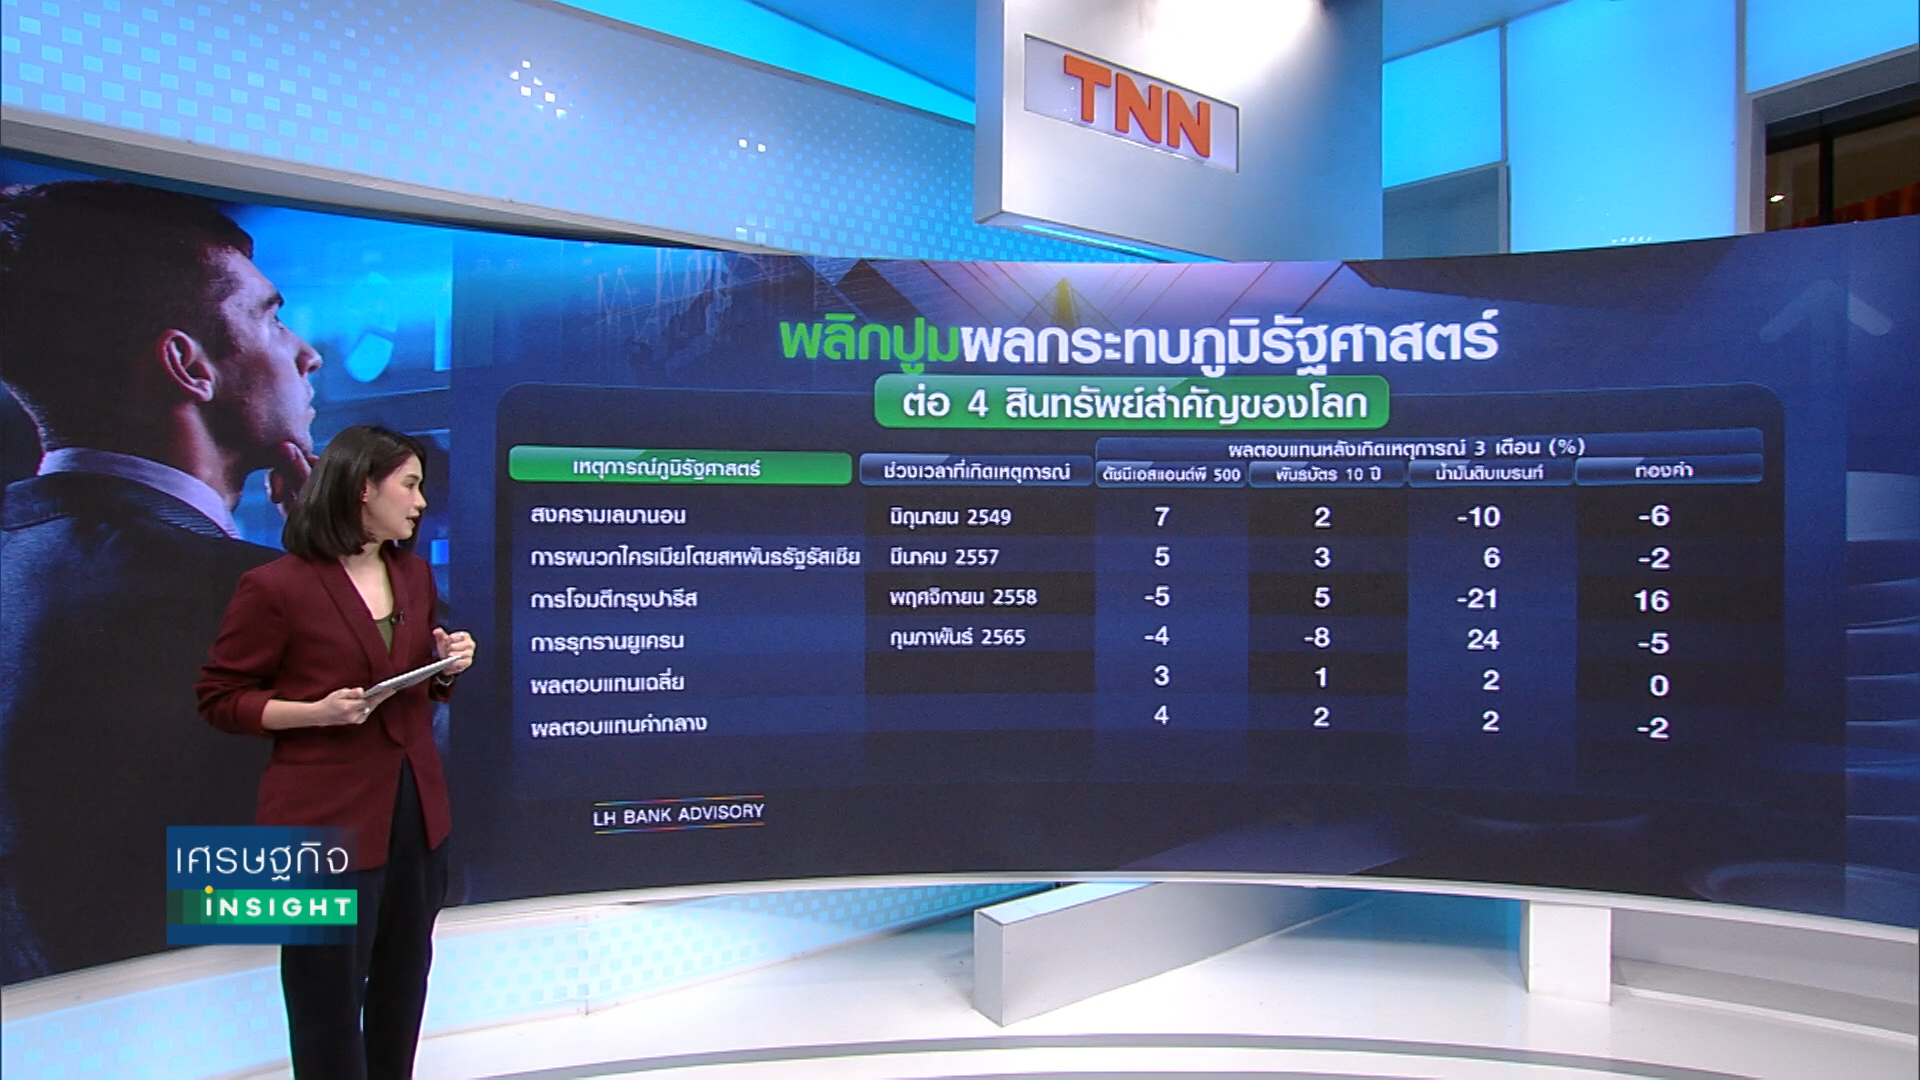 TNN
พลิกปูมผลกระทบภูมิรัฐศาสตร์
ต่อ 4 สินทรัพย์สำคัญของโลก
ผลตอบแทนหลังเกิดเหตุการณ์ 3 เดือน (%)
เหตุการณ์ภูมิรัฐศาสตร์ ช่วงเวลาที่เกิดเหตุการณ์ ดัชนีเอสแอนด์พี 500 พันธบัตร 10 ปี น้ำมันดิบเบรนท์ ทองคำ
สงครามเลบานอน มิถุนายน 2549 7 2 -10 -6
การผนวกไครเมียโดยสหพันธรัฐรัสเซีย มีนาคม 2557 5 3 6 -2
การโจมตีกรุงปารีส พฤศจิกายน 2558 -5 5 -21 16
การรุกรานยูเครน กุมภาพันธ์ 2565 -4 -8 24 -5
ผลตอบแทนเฉลี่ย 3 1 2 0
ผลตอบแทนค่ากลาง 4 2 2 -2
LH BANK ADVISORY
เศรษฐกิจ
INSIGHT